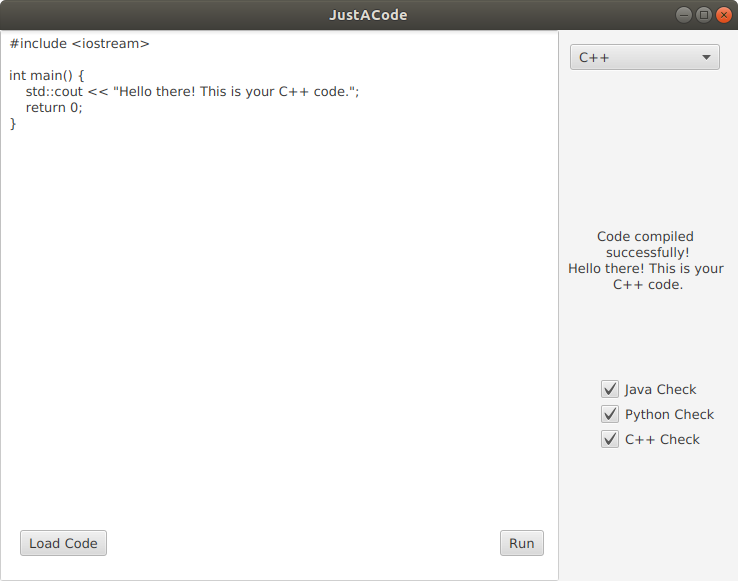 JustACode
#include <iostream>
int main() {
    std::cout << "Hello there! This is your C++ code.";
    return 0;
}
C++
Code compiled
successfully!
Hello there! This is your
C++ code.
Java Check
Python Check
C++ Check
Load Code
Run